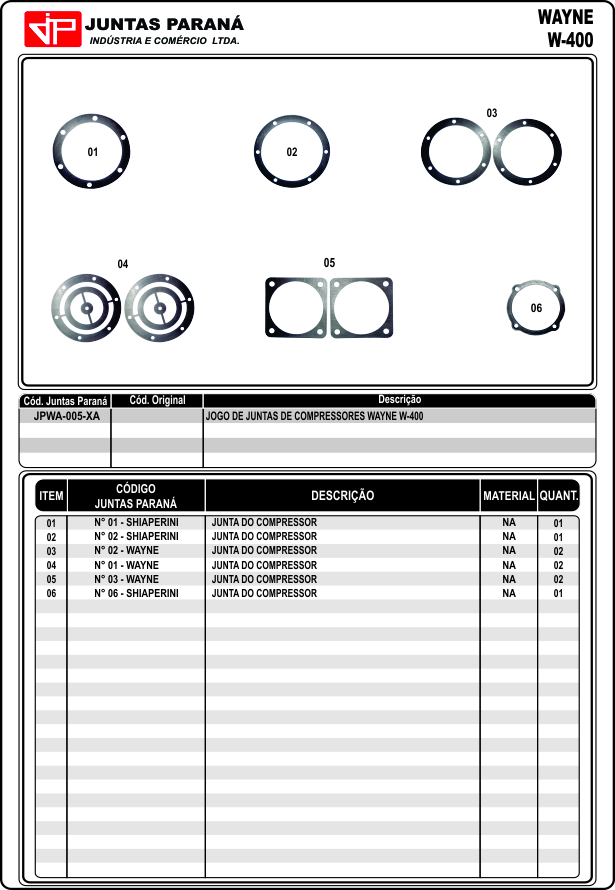 JP JUNTAS PARANÁ
INDÚSTRIA E COMÉRCIO LTDA.
WAYNE
W-400
01
02
03
04
05
06
Cód. Juntas Paraná Cód. Original Descrição
JPWA-005-XA JOGO DE JUNTAS DE COMPRESSORES WAYNE W-400
ITEM CÓDIGO JUNTAS PARANÁ DESCRIÇÃO MATERIAL QUANT.
01 N° 01 - SHIAPERINI JUNTA DO COMPRESSOR NA 01
02 N° 02 - SHIAPERINI JUNTA DO COMPRESSOR NA 01
03 N° 02 - WAYNE JUNTA DO COMPRESSOR NA 02
04 N° 01 - WAYNE JUNTA DO COMPRESSOR NA 02
05 N° 03 - WAYNE JUNTA DO COMPRESSOR NA 02
06 N° 06 - SHIAPERINI JUNTA DO COMPRESSOR NA 01